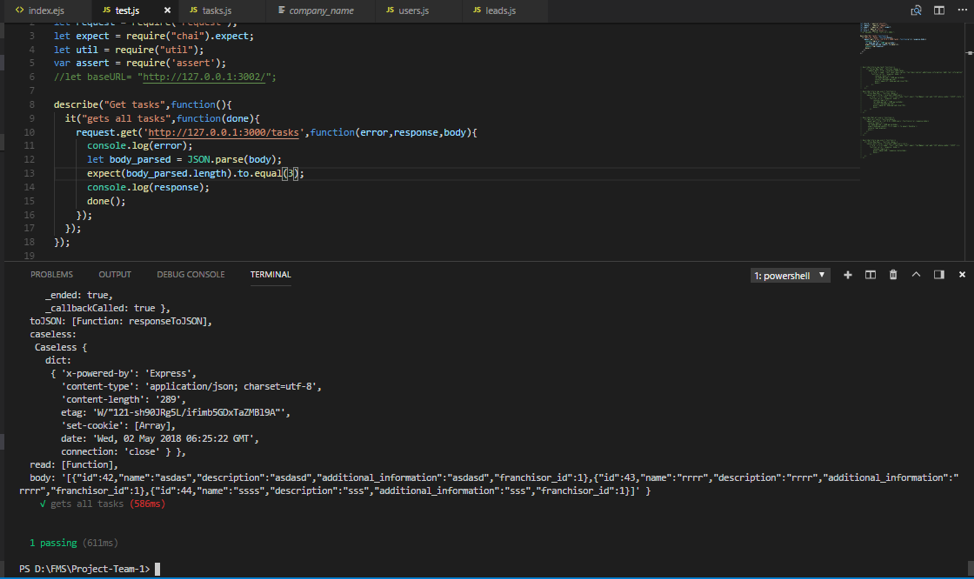 index.ejs test.js tasks.js company_name users.js leads.js
2 let request = require("request");
3 let expect = require("chai").expect;
4 let util = require("util");
5 var assert = require('assert');
6 //let baseURL= "http://127.0.0.1:3002/";
7
8 describe("Get tasks",function(){
9 it("gets all tasks",function(done){
10 request.get('http://127.0.0.1:3000/tasks',function(error,response,body){
11 console.log(error);
12 let body_parsed = JSON.parse(body);
13 expect(body_parsed.length).to.equal(3);
14 console.log(response);
15 done();
16 });
17 });
18 });
19
PROBLEMS OUTPUT DEBUG CONSOLE TERMINAL 1: powershell
_ended: true,
_callbackCalled: true },
toJSON: [Function: responseToJSON],
caseless:
Caseless {
dict:
{ 'x-powered-by': 'Express',
'content-type': 'application/json; charset=utf-8',
'content-length': '289',
etag: 'W/"121-sh90JRg5L/ifimb5GDxTaZMBl9A"',
'set-cookie': [Array],
date: 'Wed, 02 May 2018 06:25:22 GMT',
connection: 'close' } },
read: [Function],
body: '[{"id":42,"name":"asdas","description":"asdasd","additional_information":"asdasd","franchisor_id":1},{"id":43,"name":"rrrr","description":"rrrr","additional_information":"
rrrr","franchisor_id":1},{"id":44,"name":"ssss","description":"sss","additional_information":"sss","franchisor_id":1}]' }
√ gets all tasks (586ms)
1 passing (611ms)
PS D:\FMS\Project-Team-1>